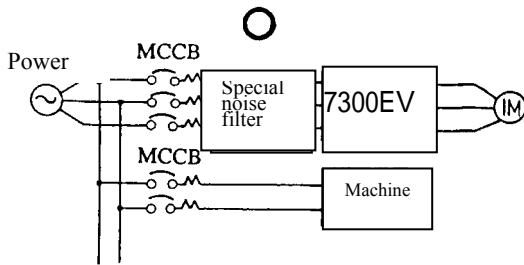 MCCB
Power
Special
noise
filter
7300EV
IM
MCCB
Machine